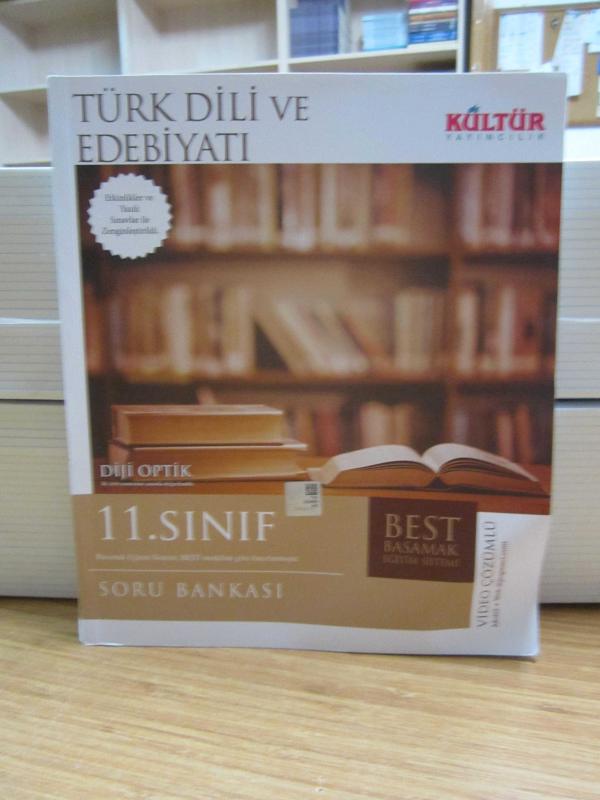 TÜRK DİLİ VE
EDEBİYATI
KÜLTÜR
YAYINCILIK
Etkinlikler ve
Yazılı
Sınavlar ile
Zenginleştirildi.
DİJİ OPTİK
11.SINIF
SORU BANKASI
BEST
BASAMAK
EĞİTİM SİSTEMİ
VİDEO ÇÖZÜMLÜ